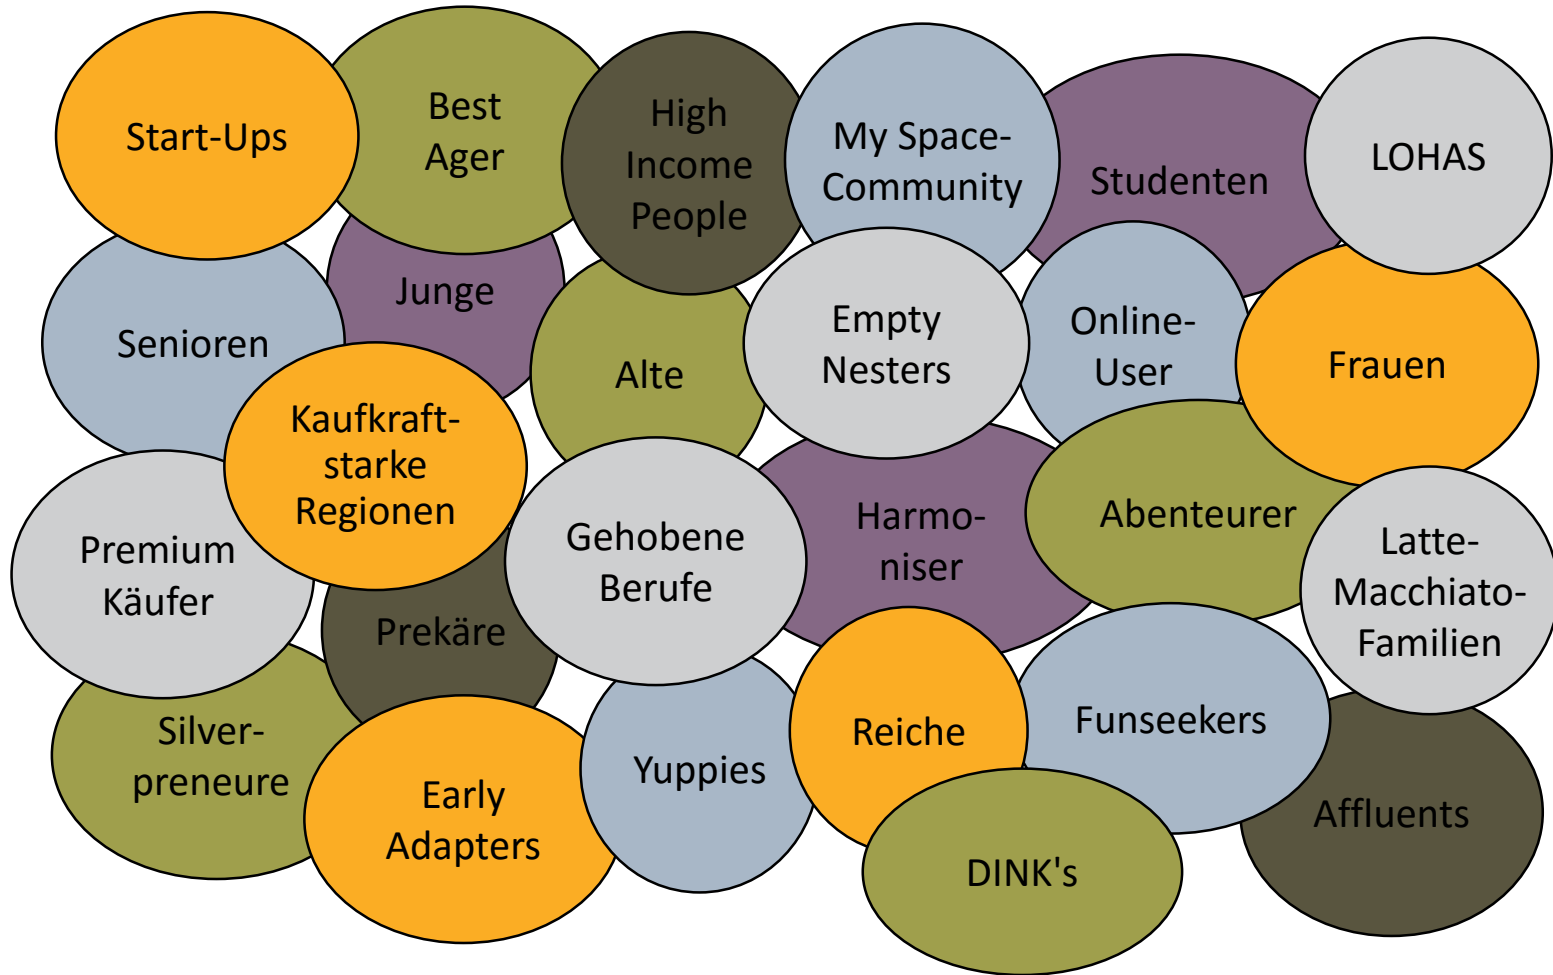 Start-Ups
Best
Ager
High
Income
People
My Space-
Community
Studenten
LOHAS
Senioren
Junge
Alte
Empty
Nesters
Online-
User
Frauen
Kaufkraft-
starke
Regionen
Premium
Käufer
Prekäre
Gehobene
Berufe
Harmo-
niser
Abenteurer
Latte-
Macchiato-
Familien
Silver-
preneure
Early
Adapters
Yuppies
Reiche
Funseekers
DINK's
Affluents